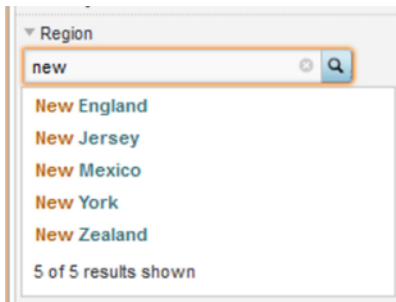 Region
new
New England
New Jersey
New Mexico
New York
New Zealand
5 of 5 results shown